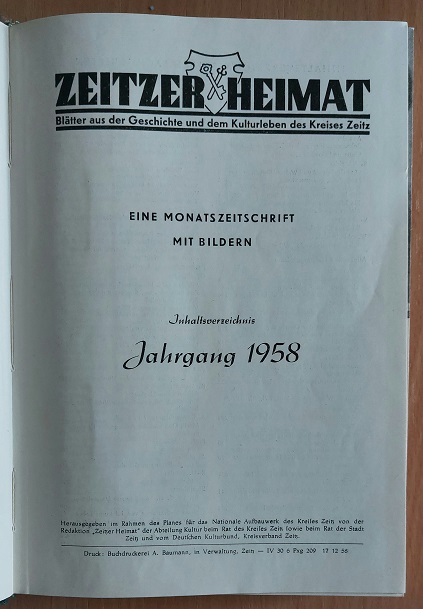 ZEITZER HEIMAT
Blätter aus der Geschichte und dem Kulturleben des Kreises Zeitz
EINE MONATSZEITSCHRIFT
MIT BILDERN
Inhaltsverzeichnis
Jahrgang 1958
Herausgegeben im Rahmen des Planes für das Nationale Aufbauwerk des Kreises Zeitz von der
Redaktion „Zeitzer Heimat" der Abteilung Kultur beim Rat des Kreises Zeitz sowie beim Rat der Stadt
Zeitz und vom Deutschen Kulturbund, Kreisverband Zeitz.
Druck: Buchdruckerei A. Baumann, in Verwaltung, Zeitz — IV 30 6 Pxg 209 12 12